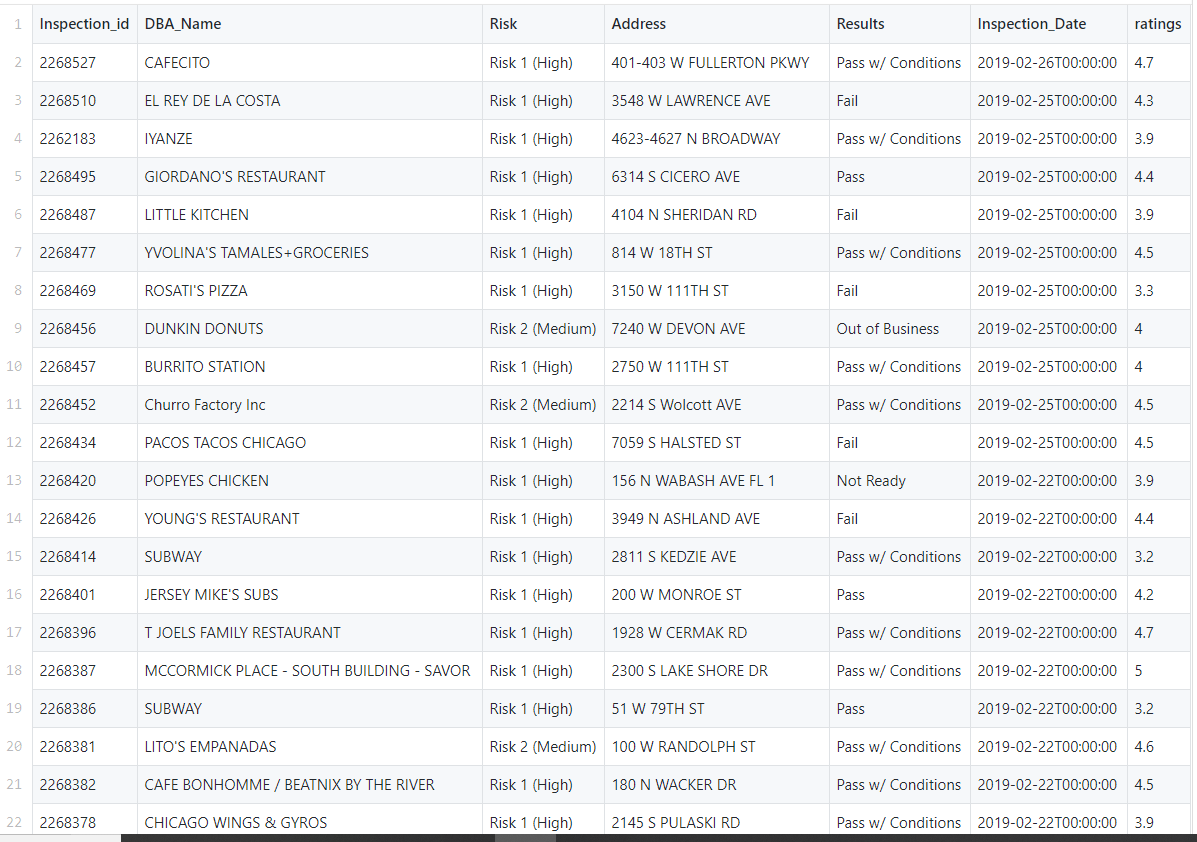 1 Inspection_id DBA_Name Risk Address Results Inspection_Date ratings
2 2268527 CAFECITO Risk 1 (High) 401-403 W FULLERTON PKWY Pass w/ Conditions 2019-02-26T00:00:00 4.7
3 2268510 EL REY DE LA COSTA Risk 1 (High) 3548 W LAWRENCE AVE Fail 2019-02-25T00:00:00 4.3
4 2262183 IYANZE Risk 1 (High) 4623-4627 N BROADWAY Pass w/ Conditions 2019-02-25T00:00:00 3.9
5 2268495 GIORDANO'S RESTAURANT Risk 1 (High) 6314 S CICERO AVE Pass 2019-02-25T00:00:00 4.4
6 2268487 LITTLE KITCHEN Risk 1 (High) 4104 N SHERIDAN RD Fail 2019-02-25T00:00:00 3.9
7 2268477 YVOLINA'S TAMALES+GROCERIES Risk 1 (High) 814 W 18TH ST Pass w/ Conditions 2019-02-25T00:00:00 4.5
8 2268469 ROSATI'S PIZZA Risk 1 (High) 3150 W 111TH ST Fail 2019-02-25T00:00:00 3.3
9 2268456 DUNKIN DONUTS Risk 2 (Medium) 7240 W DEVON AVE Out of Business 2019-02-25T00:00:00 4
10 2268457 BURRITO STATION Risk 1 (High) 2750 W 111TH ST Pass w/ Conditions 2019-02-25T00:00:00 4
11 2268452 Churro Factory Inc Risk 2 (Medium) 2214 S Wolcott AVE Pass w/ Conditions 2019-02-25T00:00:00 4.5
12 2268434 PACOS TACOS CHICAGO Risk 1 (High) 7059 S HALSTED ST Fail 2019-02-25T00:00:00 4.5
13 2268420 POPEYES CHICKEN Risk 1 (High) 156 N WABASH AVE FL 1 Not Ready 2019-02-22T00:00:00 3.9
14 2268426 YOUNG'S RESTAURANT Risk 1 (High) 3949 N ASHLAND AVE Fail 2019-02-22T00:00:00 4.4
15 2268414 SUBWAY Risk 1 (High) 2811 S KEDZIE AVE Pass w/ Conditions 2019-02-22T00:00:00 3.2
16 2268401 JERSEY MIKE'S SUBS Risk 1 (High) 200 W MONROE ST Pass 2019-02-22T00:00:00 4.2
17 2268396 T JOELS FAMILY RESTAURANT Risk 1 (High) 1928 W CERMAK RD Pass w/ Conditions 2019-02-22T00:00:00 4.7
18 2268387 MCCORMICK PLACE - SOUTH BUILDING - SAVOR Risk 1 (High) 2300 S LAKE SHORE DR Pass w/ Conditions 2019-02-22T00:00:00 5
19 2268386 SUBWAY Risk 1 (High) 51 W 79TH ST Pass 2019-02-22T00:00:00 3.2
20 2268381 LITO'S EMPANADAS Risk 2 (Medium) 100 W RANDOLPH ST Pass w/ Conditions 2019-02-22T00:00:00 4.6
21 2268382 CAFE BONHOMME / BEATNIX BY THE RIVER Risk 1 (High) 180 N WACKER DR Pass w/ Conditions 2019-02-22T00:00:00 4.5
22 2268378 CHICAGO WINGS & GYROS Risk 1 (High) 2145 S PULASKI RD Pass w/ Conditions 2019-02-22T00:00:00 3.9